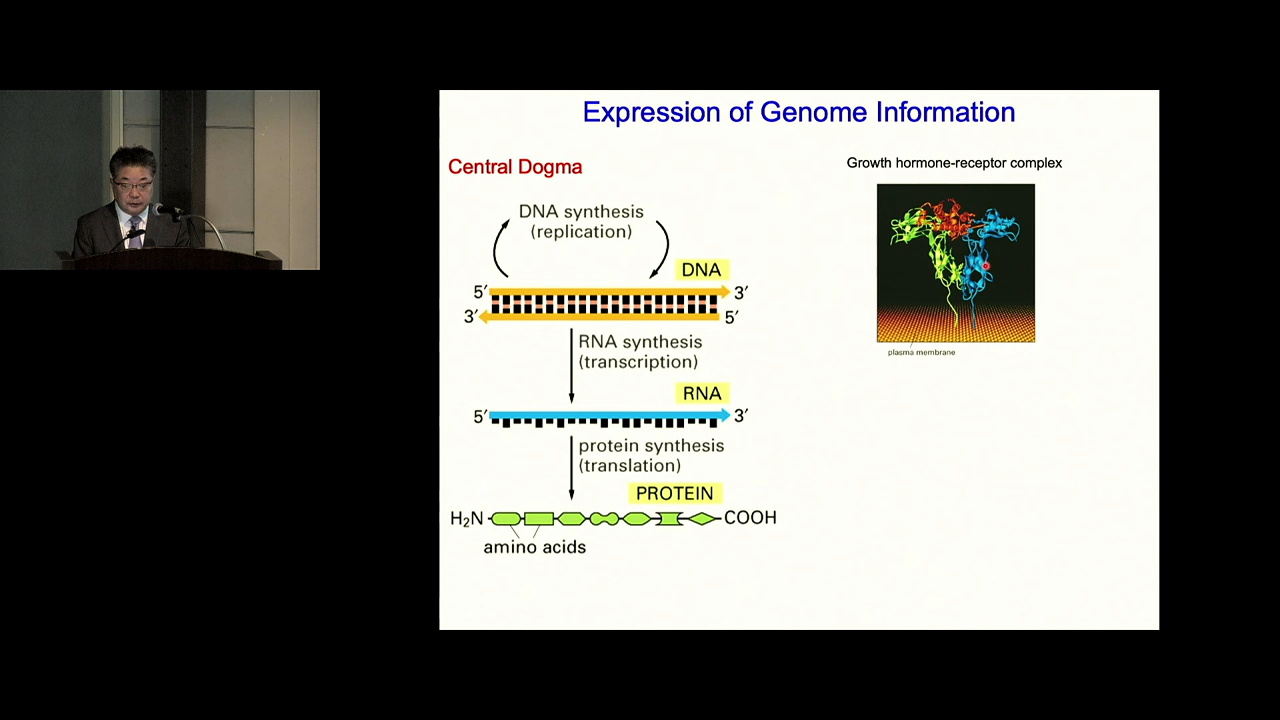 Expression of Genome Information
Central Dogma
DNA synthesis
(replication)
DNA
5′ 3′
3′ 5′
RNA synthesis
(transcription)
RNA
5′ 3′
protein synthesis
(translation)
PROTEIN
H₂N COOH
amino acids
Growth hormone-receptor complex
plasma membrane